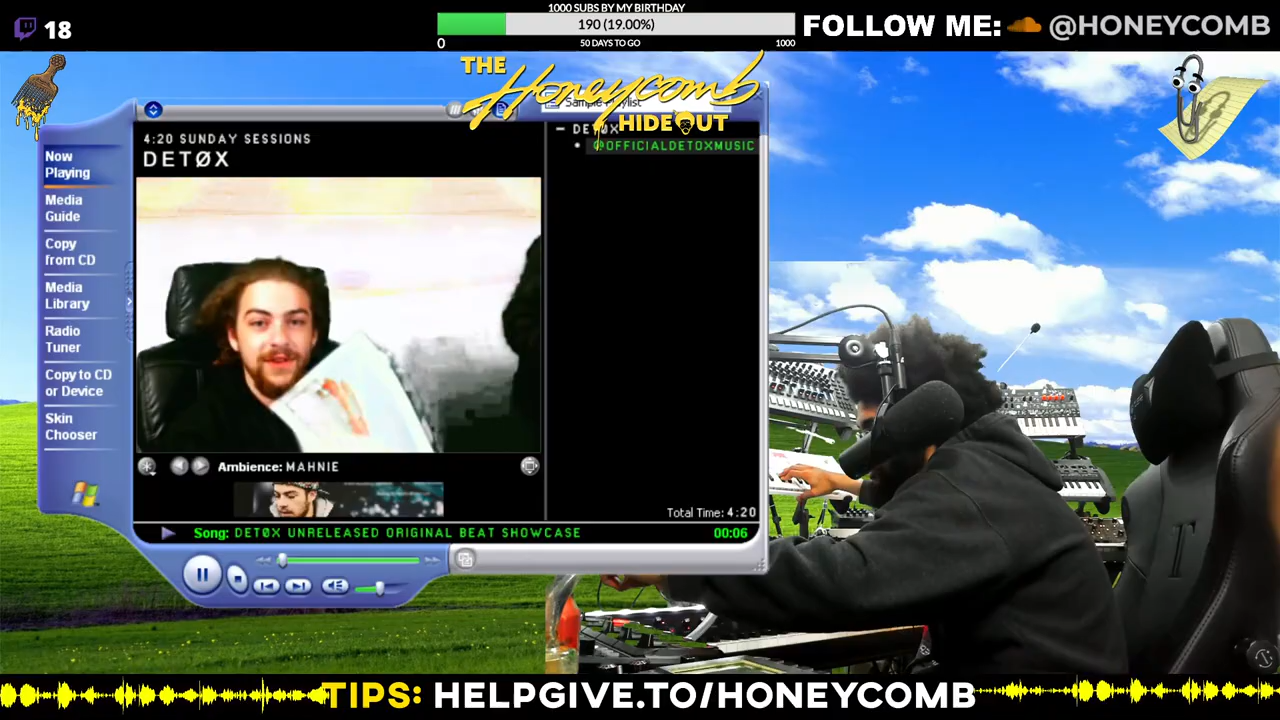 18
1000 SUBS BY MY BIRTHDAY
190 (19.00%)
0
50 DAYS TO GO
1000
FOLLOW ME: @HONEYCOMB
THE
Honeycomb
HIDEOUT
Sample Playlist
4:20 SUNDAY SESSIONS
DETØX
DETØX
@OFFICIALDETOXMUSIC
Now
Playing
Media
Guide
Copy
from CD
Media
Library
Radio
Tuner
Copy to CD
or Device
Skin
Chooser
Ambience: MAHNIE
Total Time: 4:20
Song: DETØX UNRELEASED ORIGINAL BEAT SHOWCASE
00:06
TIPS: HELPGIVE.TO/HONEYCOMB